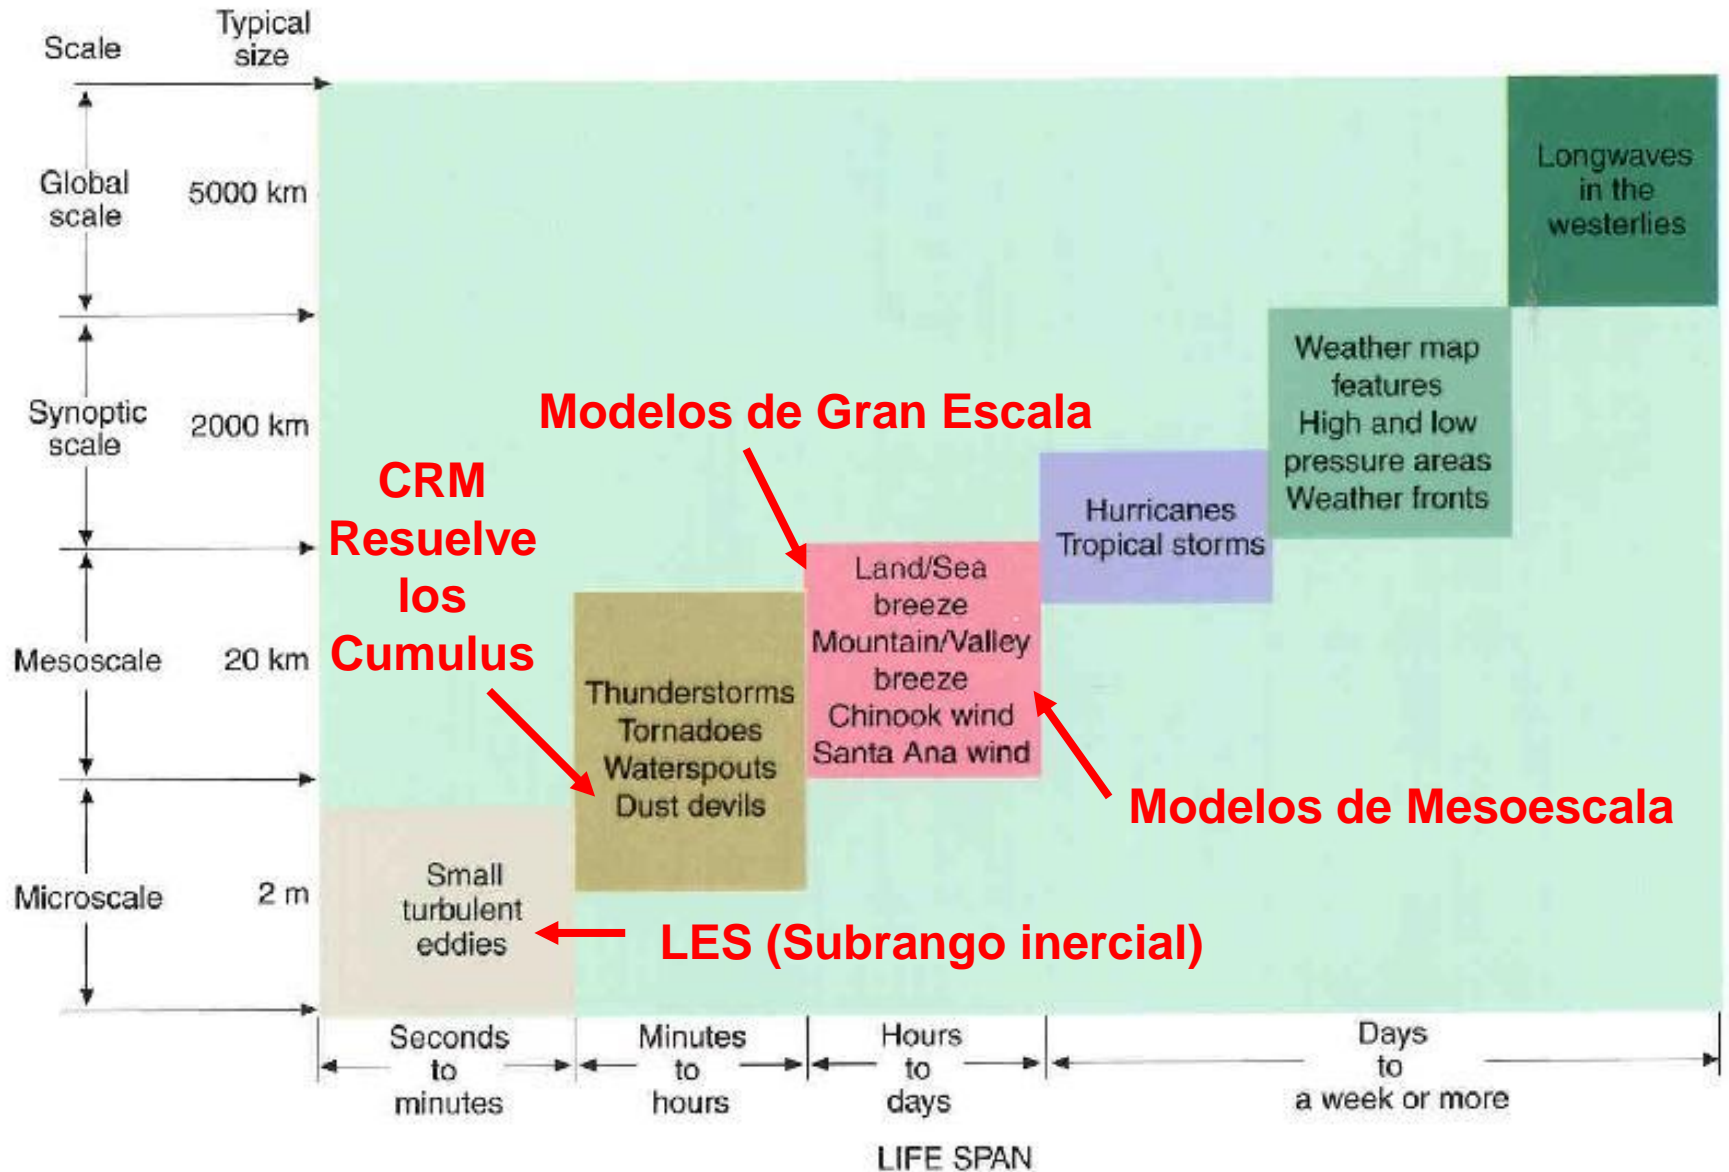 Scale
Typical
size
Global
scale
5000 km
Longwaves
in the
westerlies
Synoptic
scale
2000 km
Modelos de Gran Escala
Weather map
features
High and low
pressure areas
Weather fronts
CRM
Resuelve
los
Cumulus
Hurricanes
Tropical storms
Mesoscale
20 km
Land/Sea
breeze
Mountain/Valley
breeze
Chinook wind
Santa Ana wind
Thunderstorms
Tornadoes
Waterspouts
Dust devils
Modelos de Mesoescala
Microscale
2 m
Small
turbulent
eddies
LES (Subrango inercial)
Seconds
to
minutes
Minutes
to
hours
Hours
to
days
Days
to
a week or more
LIFE SPAN